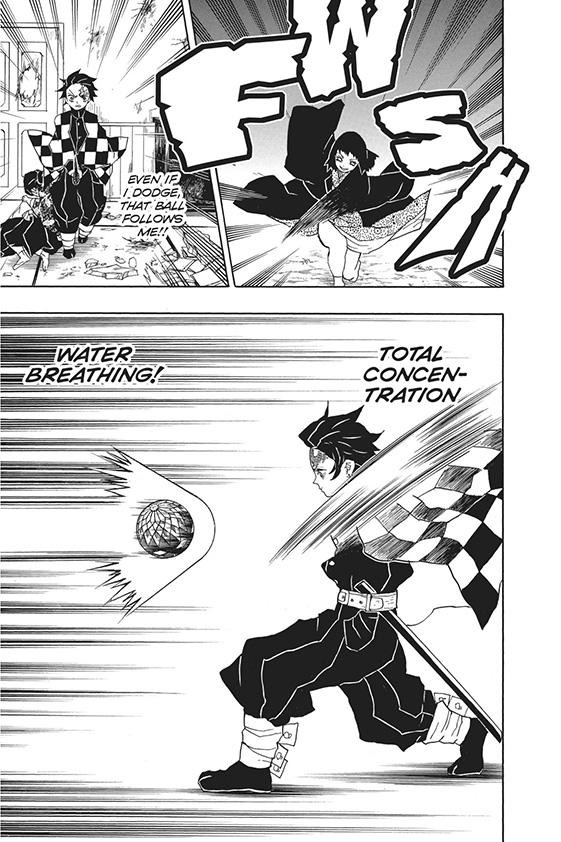 FWSH
EVEN IF
I DODGE,
THAT BALL
FOLLOWS
ME!!
TOTAL
CONCEN-
TRATION
WATER
BREATHING!